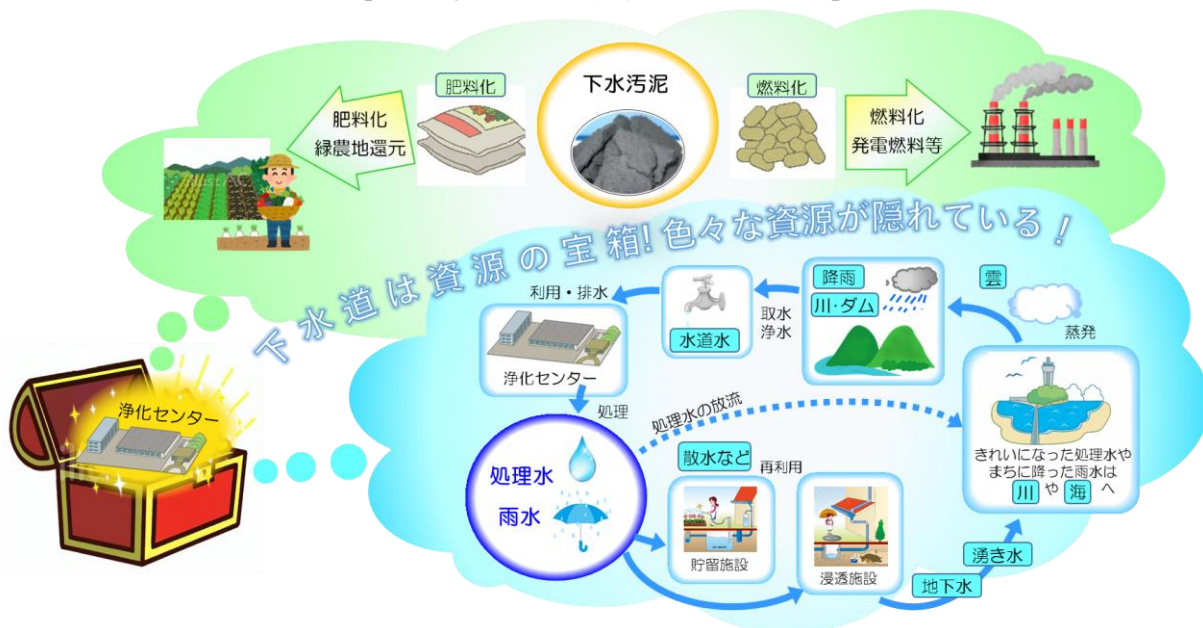 下水汚泥
肥料化
燃料化
肥料化
緑農地還元
燃料化
発電燃料等
下水道は資源の宝箱!色々な資源が隠れている!
浄化センター
利用・排水
水道水
取水
浄水
降雨
川・ダム
雲
蒸発
浄化センター
処理
処理水の放流
処理水
雨水
散水など
再利用
貯留施設
浸透施設
きれいになった処理水や
まちに降った雨水は
川や海へ
湧き水
地下水